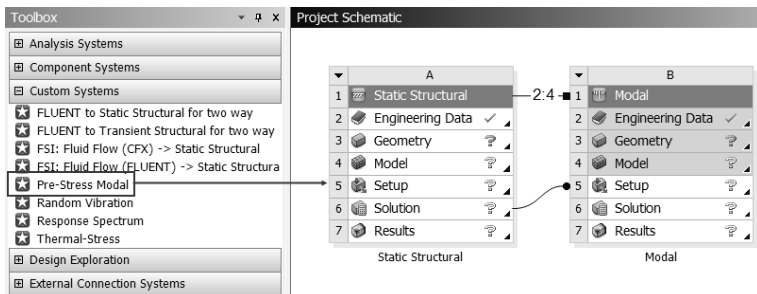 Toolbox
Analysis Systems
Component Systems
Custom Systems
FLUENT to Static Structural for two way
FLUENT to Transient Structural for two way
FSI: Fluid Flow (CFX) -> Static Structural
FSI: Fluid Flow (FLUENT) -> Static Structura
Pre-Stress Modal
Random Vibration
Response Spectrum
Thermal-Stress
Design Exploration
External Connection Systems
Project Schematic
A
1 Static Structural
2 Engineering Data
3 Geometry ?
4 Model ?
5 Setup ?
6 Solution ?
7 Results ?
Static Structural
2:4
B
1 Modal
2 Engineering Data
3 Geometry ?
4 Model ?
5 Setup ?
6 Solution ?
7 Results ?
Modal